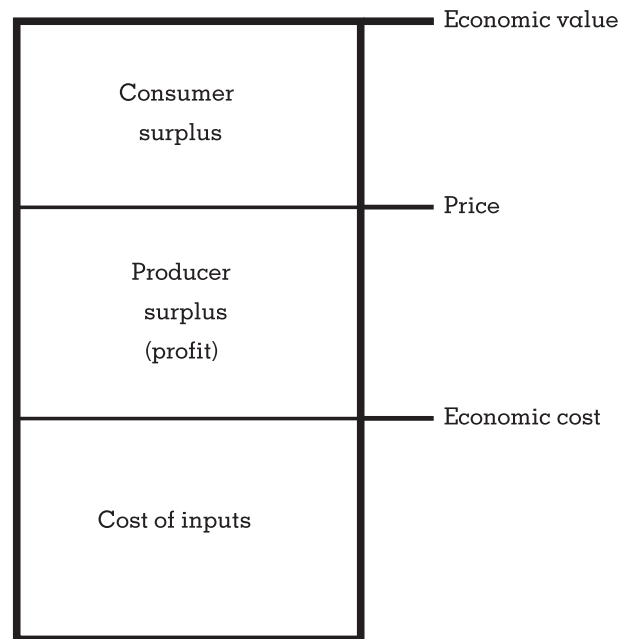 Economic value
Consumer
surplus
Price
Producer
surplus
(profit)
Economic cost
Cost of inputs